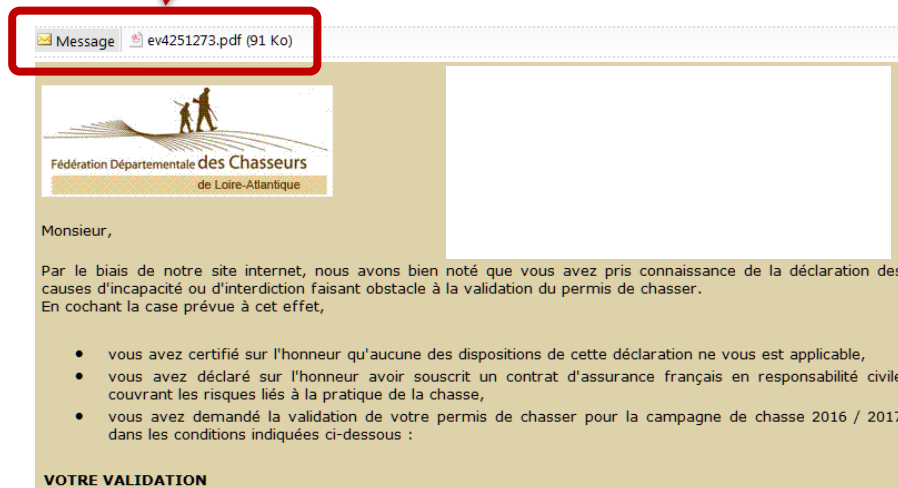 Message ev4251273.pdf (91 Ko)
Fédération Départementale des Chasseurs
de Loire-Atlantique
Monsieur,
Par le biais de notre site internet, nous avons bien noté que vous avez pris connaissance de la déclaration des
causes d'incapacité ou d'interdiction faisant obstacle à la validation du permis de chasser.
En cochant la case prévue à cet effet,
• vous avez certifié sur l'honneur qu'aucune des dispositions de cette déclaration ne vous est applicable,
• vous avez déclaré sur l'honneur avoir souscrit un contrat d'assurance français en responsabilité civile
couvrant les risques liés à la pratique de la chasse,
• vous avez demandé la validation de votre permis de chasser pour la campagne de chasse 2016 / 2017
dans les conditions indiquées ci-dessous :
VOTRE VALIDATION